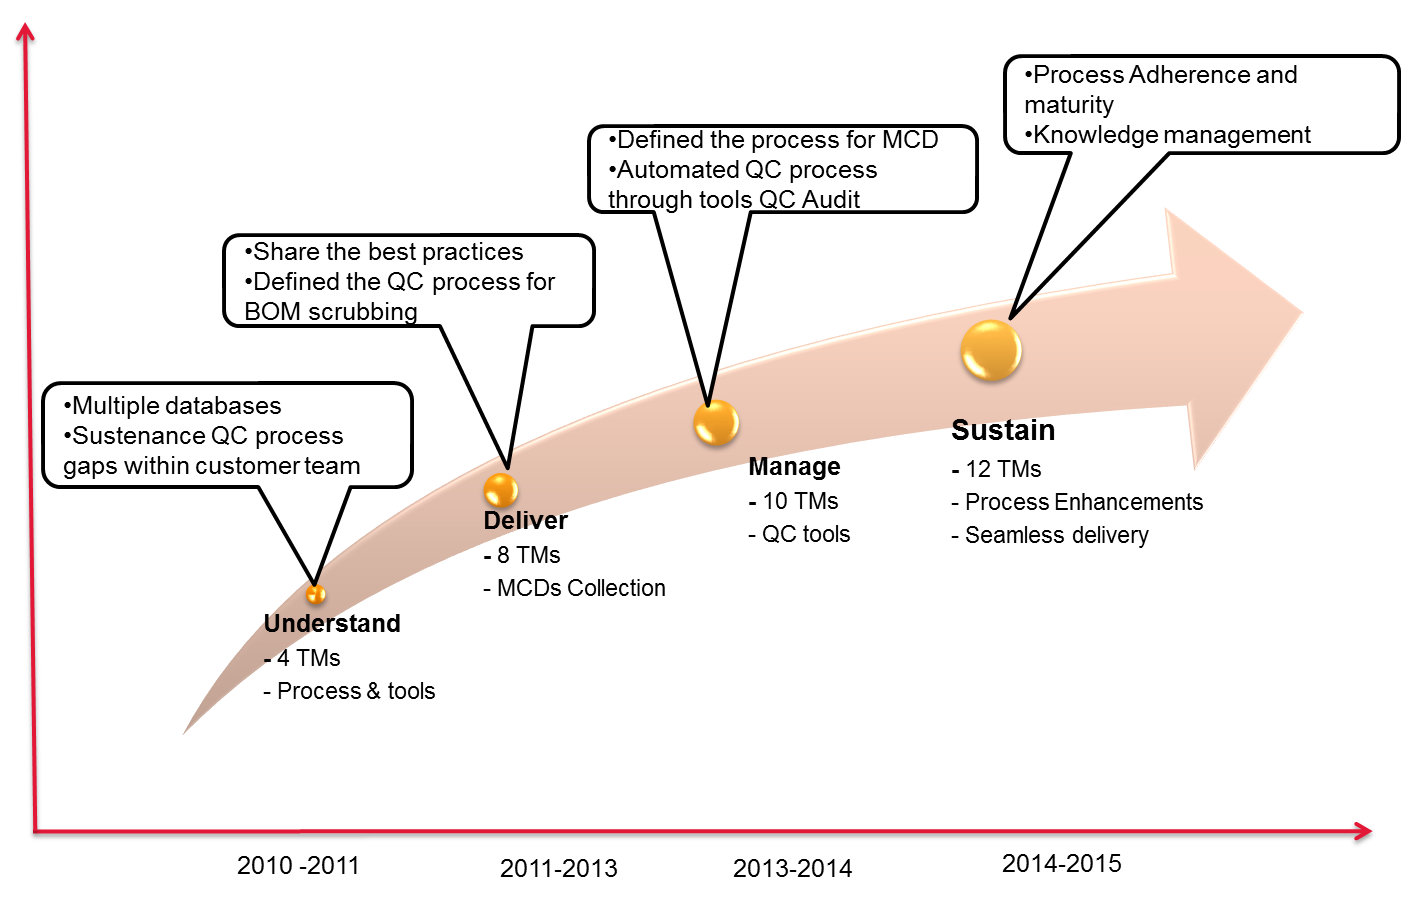 •Process Adherence and
maturity
•Knowledge management
•Defined the process for MCD
•Automated QC process
through tools QC Audit
•Share the best practices
•Defined the QC process for
BOM scrubbing
•Multiple databases
•Sustenance QC process
gaps within customer team
Understand
- 4 TMs
- Process & tools
Deliver
- 8 TMs
- MCDs Collection
Manage
- 10 TMs
- QC tools
Sustain
- 12 TMs
- Process Enhancements
- Seamless delivery
2010 -2011
2011-2013
2013-2014
2014-2015